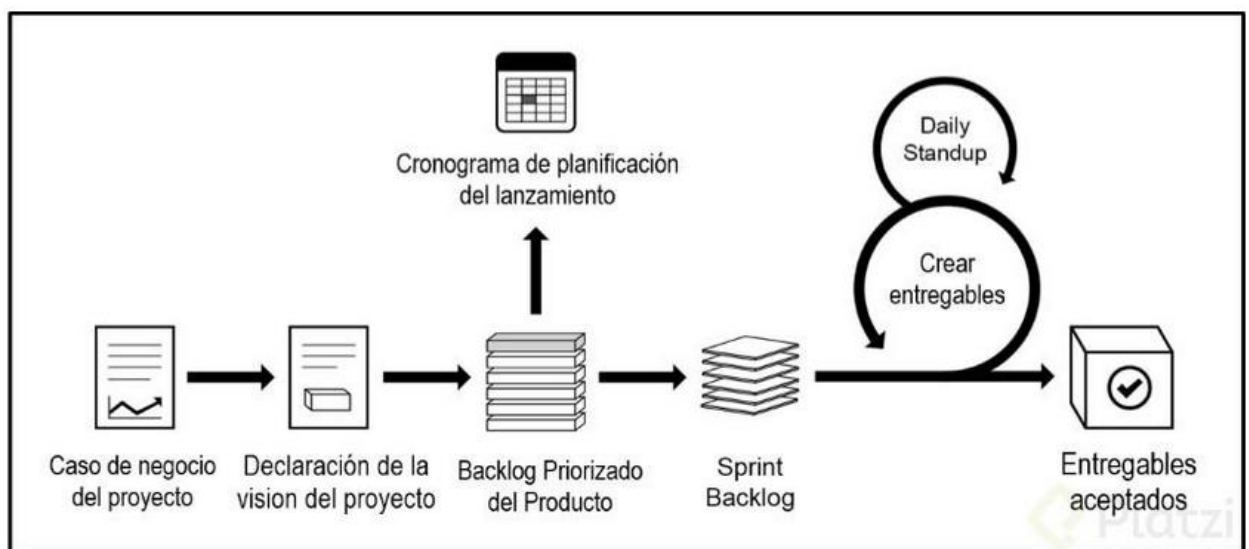 Cronograma de planificación
del lanzamiento
Daily
Standup
Crear
entregables
Caso de negocio
del proyecto
Declaración de la
vision del proyecto
Backlog Priorizado
del Producto
Sprint
Backlog
Entregables
aceptados
Platzi